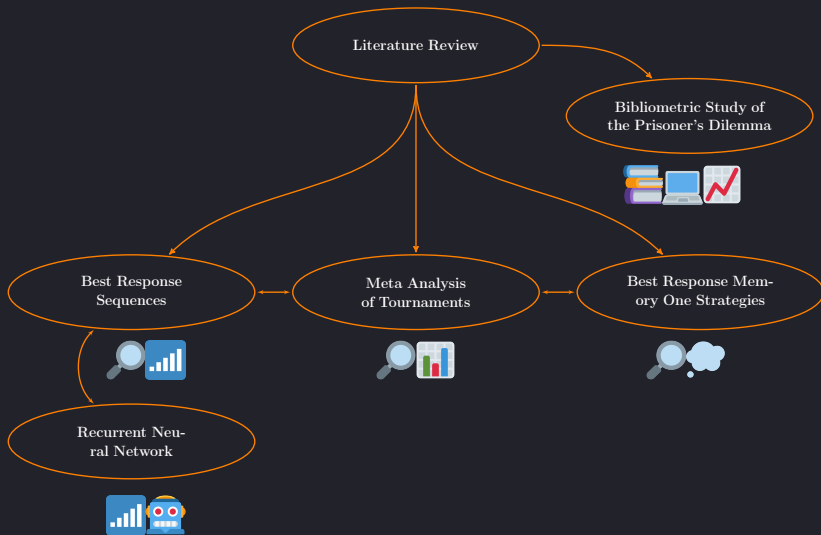 Literature Review
Bibliometric Study of
the Prisoner's Dilemma
Best Response
Sequences
Meta Analysis
of Tournaments
Best Response Mem-
ory One Strategies
Recurrent Neu-
ral Network